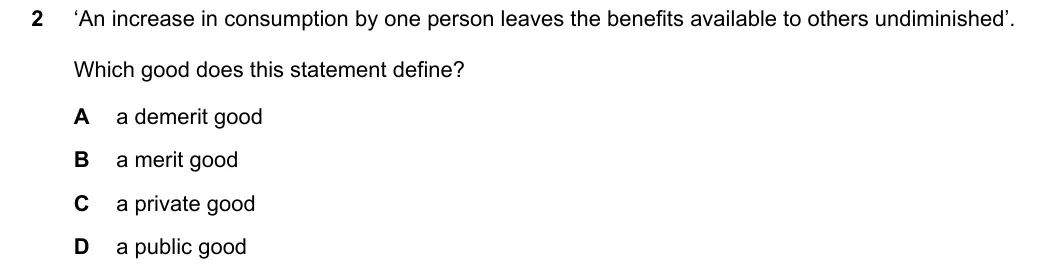 2 ‘An increase in consumption by one person leaves the benefits available to others undiminished’.
Which good does this statement define?
A a demerit good
B a merit good
C a private good
D a public good